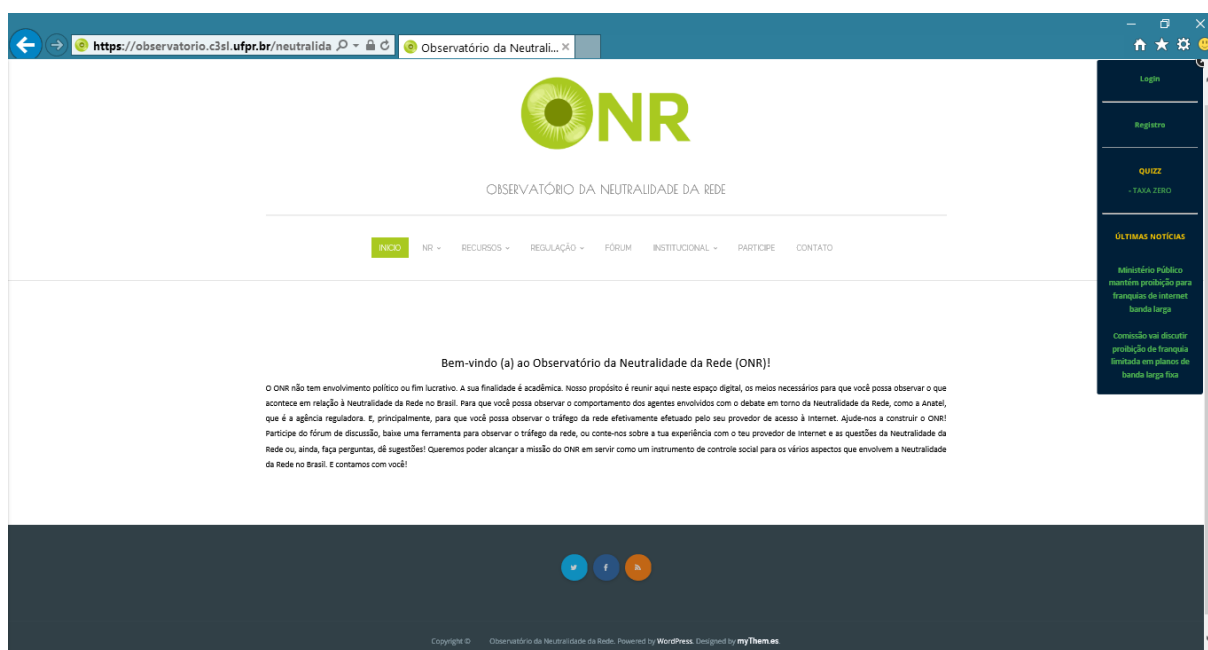 https://observatorio.c3sl.ufpr.br/neutralida
Observatório da Neutrali...
ONR
OBSERVATÓRIO DA NEUTRALIDADE DA REDE
INICIO NR RECURSOS REGULAÇÃO FÓRUM INSTITUCIONAL PARTICIPE CONTATO
Login
Registro
QUIZZ
- TAXA ZERO
ÚLTIMAS NOTÍCIAS
Ministério Público
mantém proibição para
franquias de internet
banda larga
Comissão vai discutir
proibição de franquia
limitada em planos de
banda larga fixa
Bem-vindo (a) ao Observatório da Neutralidade da Rede (ONR)!
O ONR não tem envolvimento político ou fim lucrativo. A sua finalidade é acadêmica. Nosso propósito é reunir aqui neste espaço digital, os meios necessários para que você possa observar o que
acontece em relação à Neutralidade da Rede no Brasil. Para que você possa observar o comportamento dos agentes envolvidos com o debate em torno da Neutralidade da Rede, como a Anatel,
que é a agência reguladora. E, principalmente, para que você possa observar o tráfego da rede efetivamente efetuado pelo seu provedor de acesso à Internet. Ajude-nos a construir o ONR!
Participe do fórum de discussão, baixe uma ferramenta para observar o tráfego da rede, ou conte-nos sobre a tua experiência com o teu provedor de Internet e as questões da Neutralidade da
Rede ou, ainda, faça perguntas, dê sugestões! Queremos poder alcançar a missão do ONR em servir como um instrumento de controle social para os vários aspectos que envolvem a Neutralidade
da Rede no Brasil. E contamos com você!
Copyright © Observatório da Neutralidade da Rede. Powered by WordPress. Designed by myThem.es.